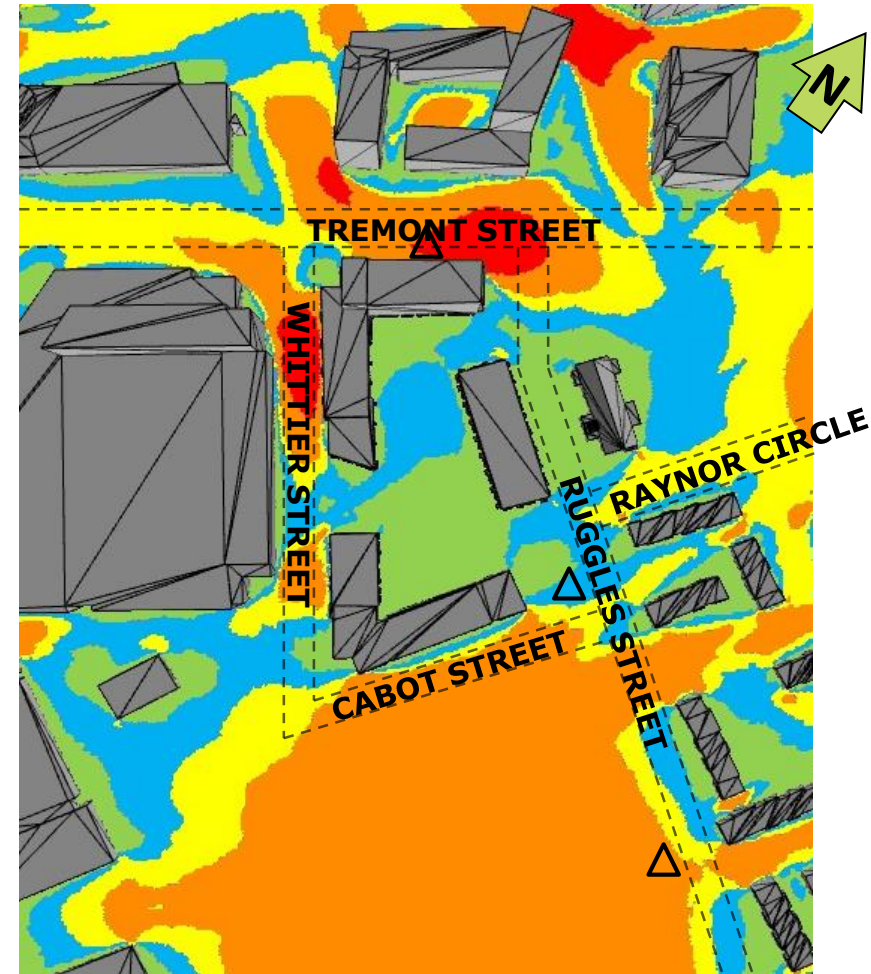 N
TREMONT STREET
WHITTIER STREET
RAYNOR CIRCLE
RUGGLES STREET
CABOT STREET